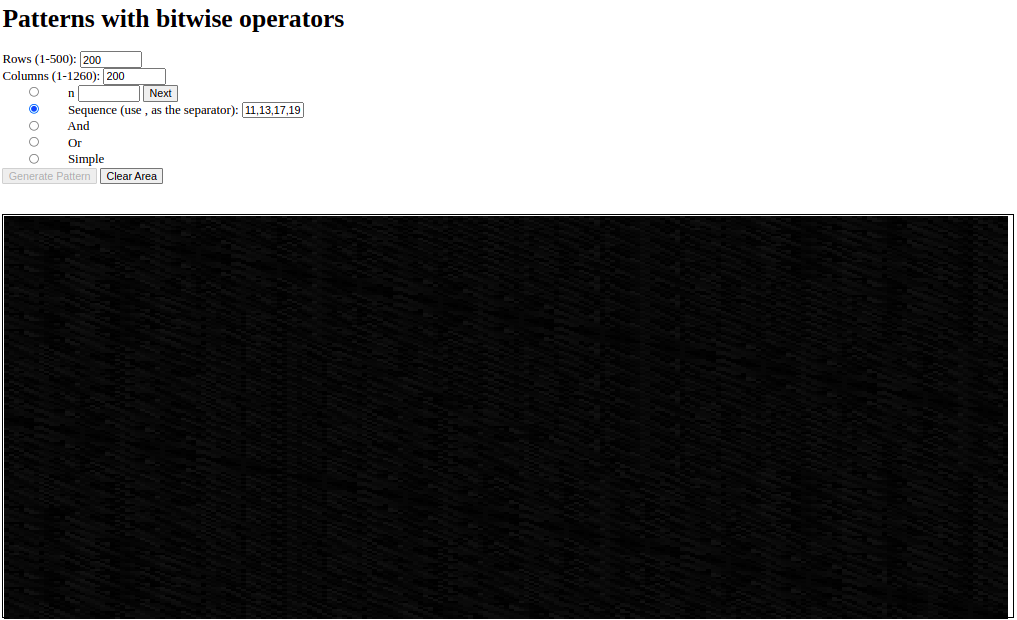 Patterns with bitwise operators
Rows (1-500): 200
Columns (1-1260): 200
n Next
Sequence (use , as the separator): 11,13,17,19
And
Or
Simple
Generate Pattern Clear Area